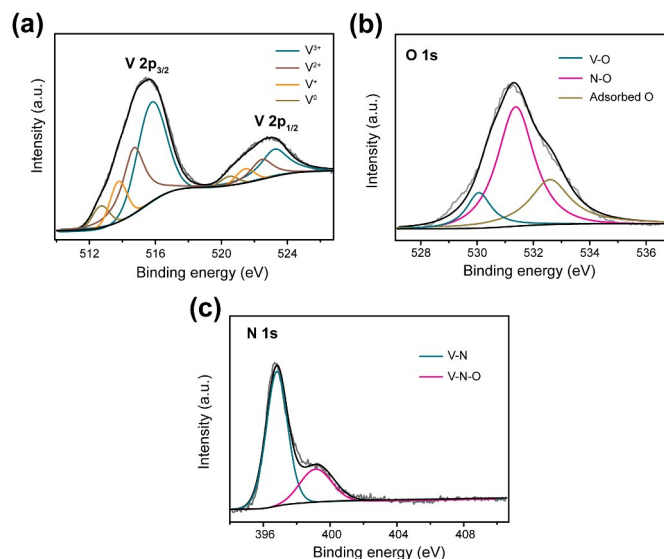 (a)
V 2p3/2
V 2p1/2
V3+
V2+
V+
V0
Intensity (a.u.)
512 516 520 524
Binding energy (eV)
(b)
O 1s
V-O
N-O
Adsorbed O
Intensity (a.u.)
528 530 532 534 536
Binding energy (eV)
(c)
N 1s
V-N
V-N-O
Intensity (a.u.)
396 400 404 408
Binding energy (eV)